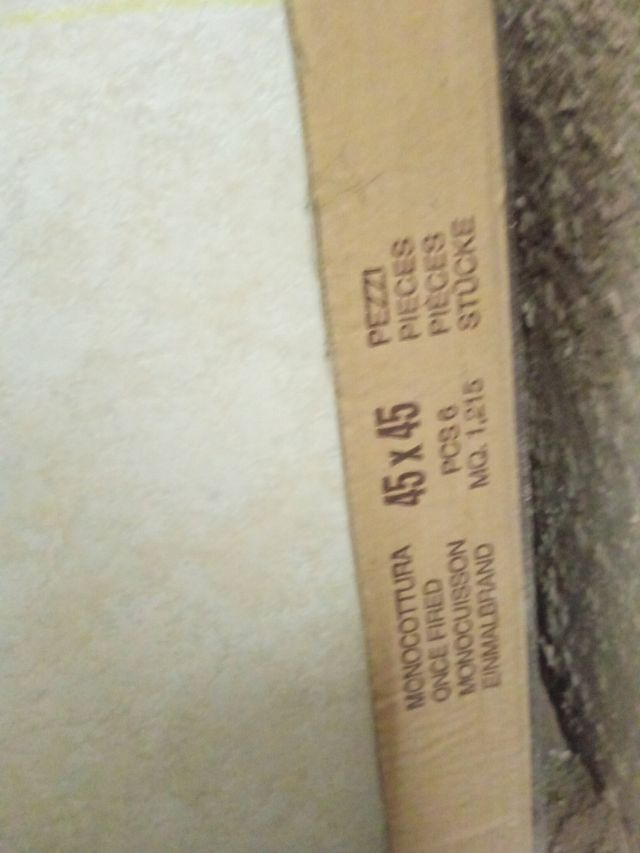 MONOCOTTURA
ONCE FIRED
MONOCUISSON
EINMALBRAND
45 x 45
PCS 6
MQ. 1,215
PEZZI
PIECES
PIÈCES
STÜCKE